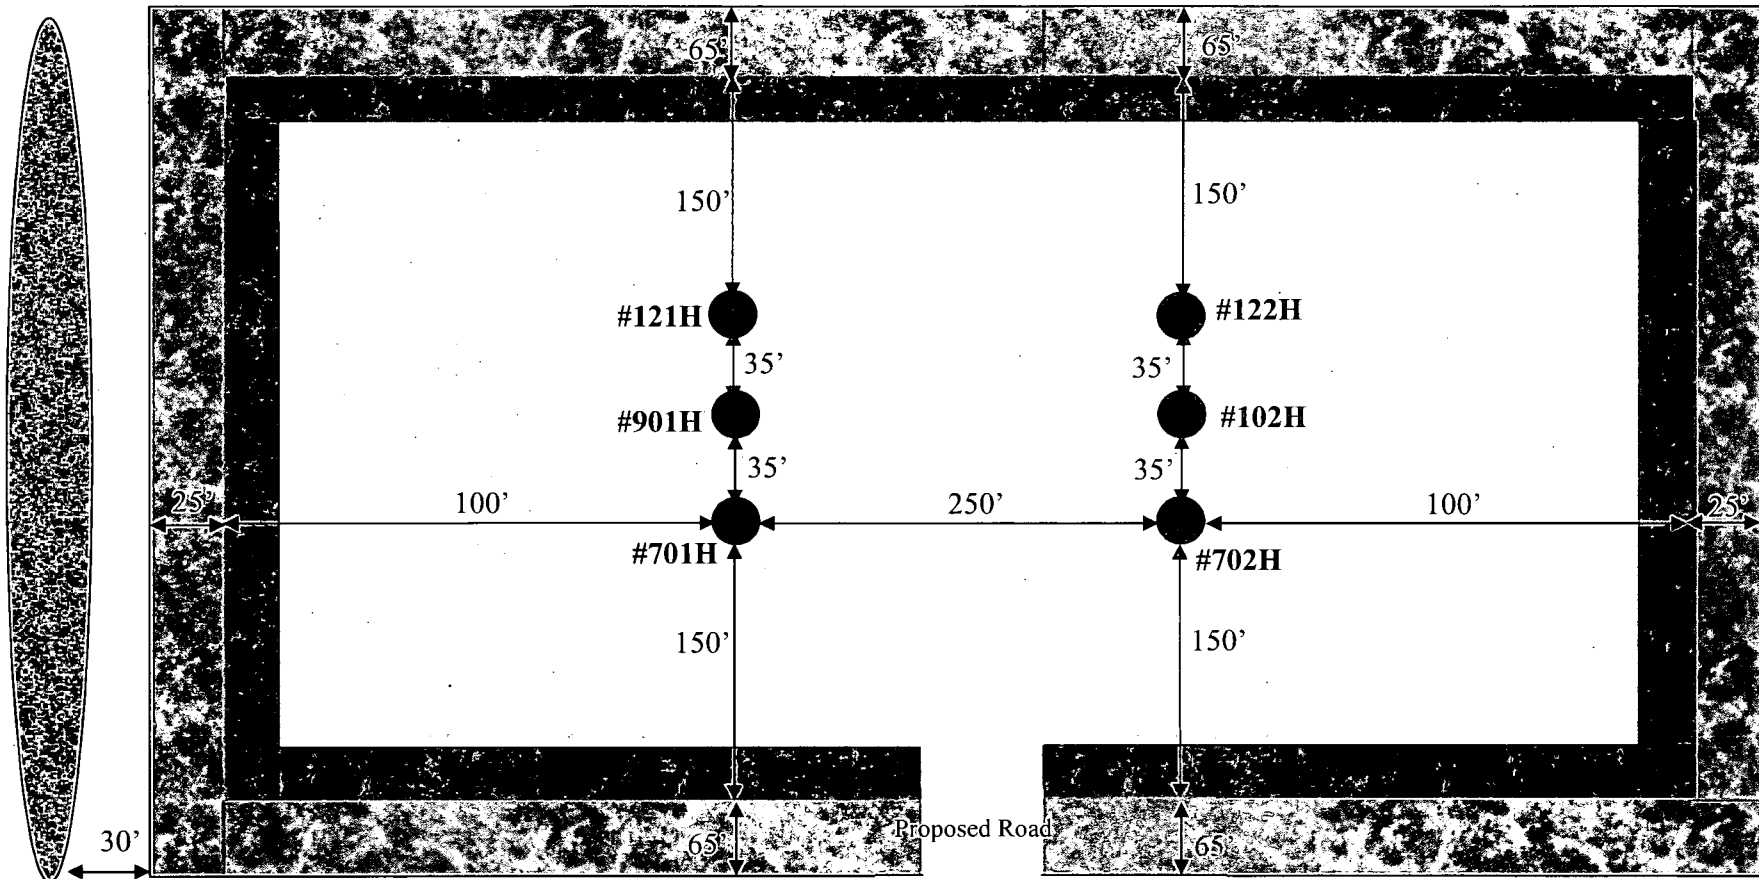 65' 65'
150' 150'
#121H #122H
35' 35'
#901H #102H
35' 35'
25' 100' 250' 100' 25'
#701H #702H
150' 150'
30' 65' Proposed Road 65'